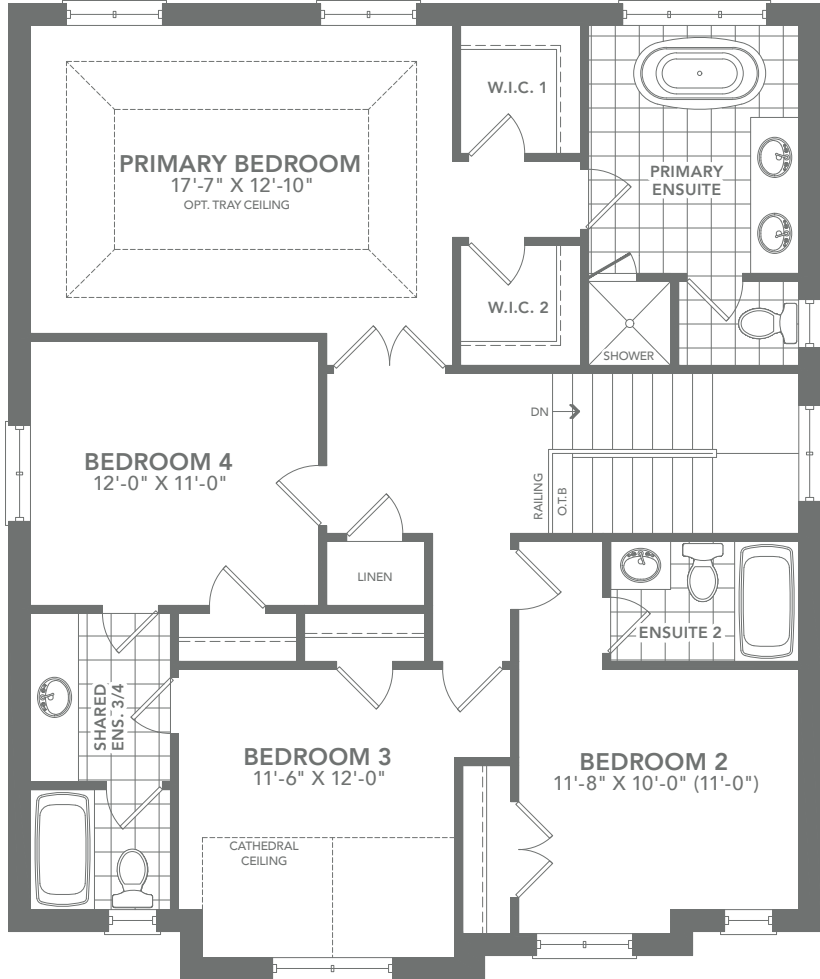 W.I.C. 1
PRIMARY BEDROOM
17'-7" X 12'-10"
OPT. TRAY CEILING
PRIMARY
ENSUITE
W.I.C. 2
SHOWER
DN
BEDROOM 4
12'-0" X 11'-0"
RAILING
O.T.B
LINEN
ENSUITE 2
SHARED
ENS. 3/4
BEDROOM 3
11'-6" X 12'-0"
BEDROOM 2
11'-8" X 10'-0" (11'-0")
CATHEDRAL
CEILING